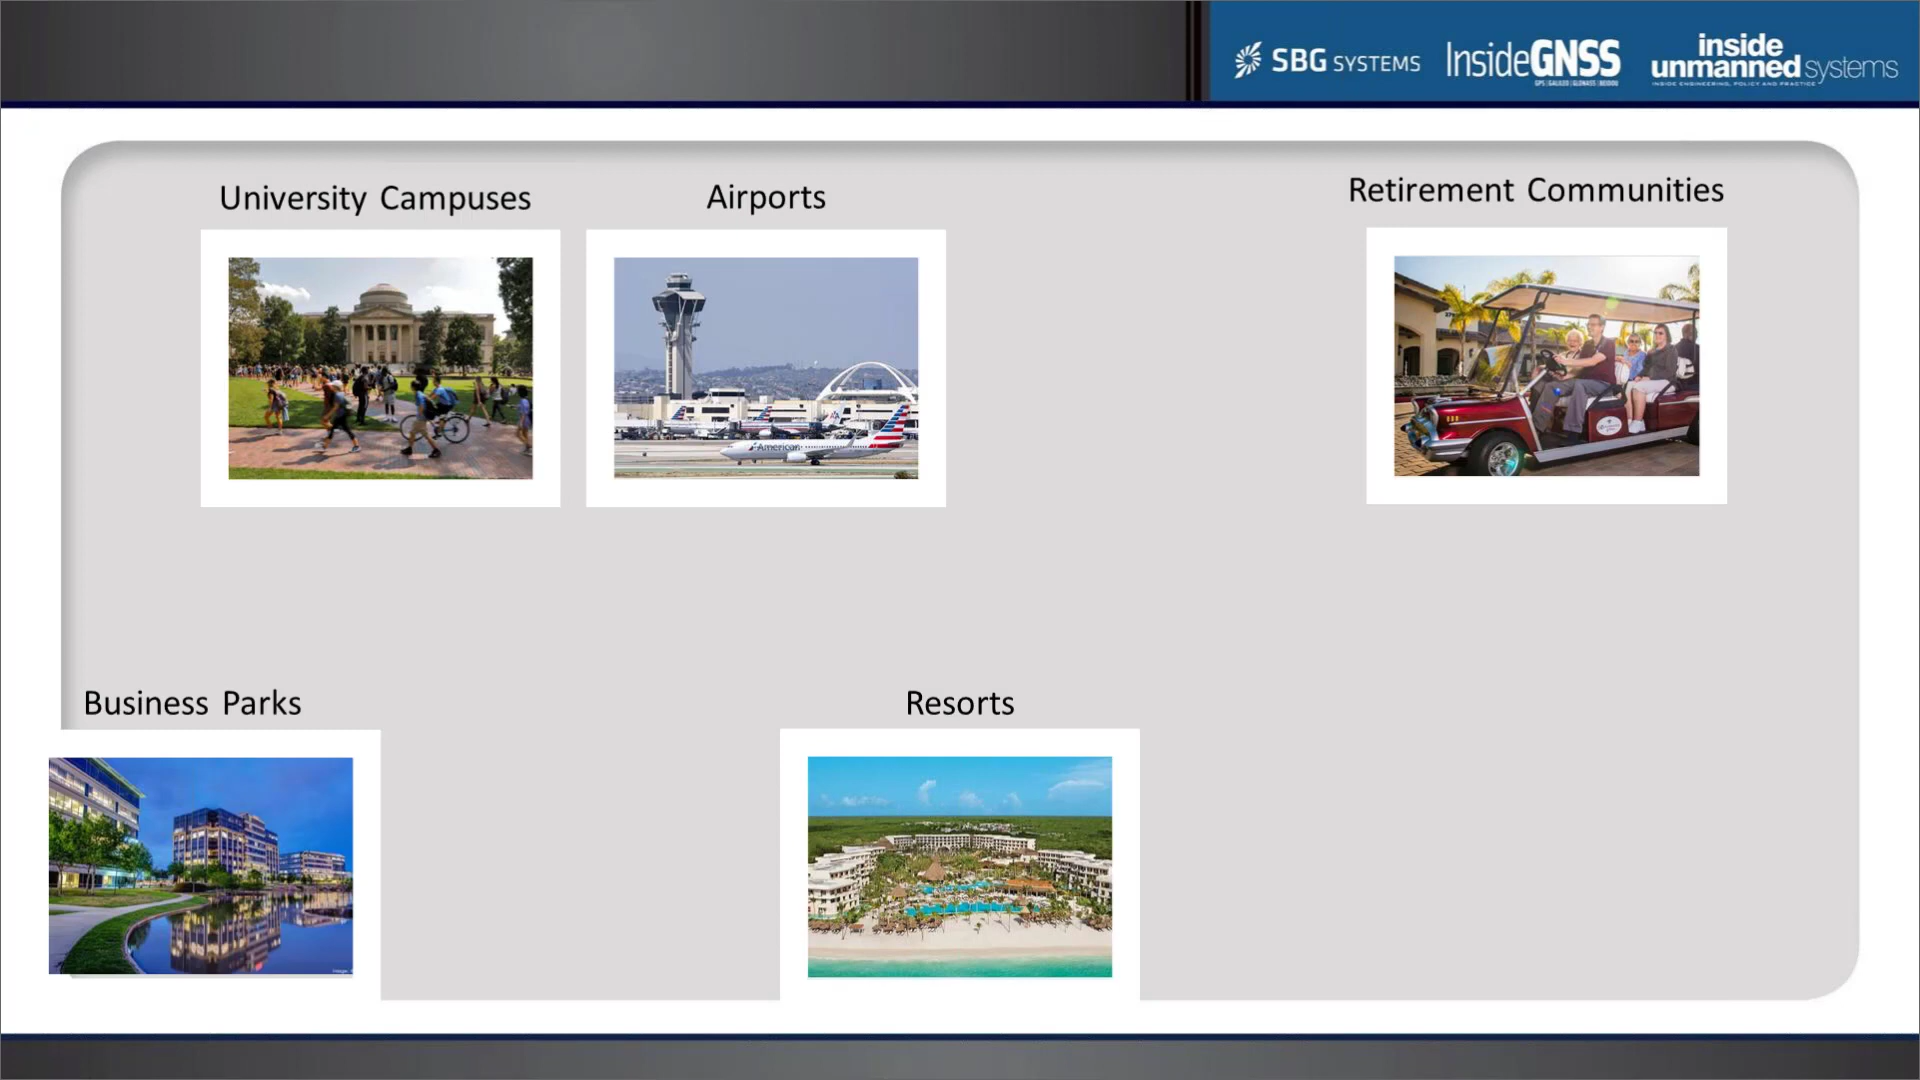 SBG SYSTEMS
InsideGNSS
GPS | GALILEO | GLONASS | BEIDOU
inside
unmanned systems
INSIDE ENGINEERING, POLICY AND PRACTICE
University Campuses
Airports
Retirement Communities
American
Business Parks
Resorts